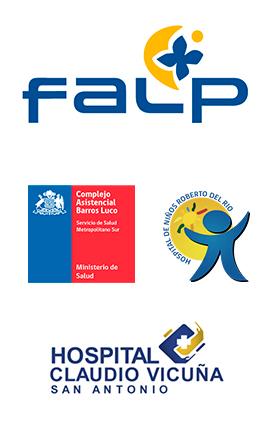 falp
Complejo
Asistencial
Barros Luco
Servicio de Salud
Metropolitano Sur
Ministerio de
Salud
HOSPITAL DE NIÑOS ROBERTO DEL RIO
HOSPITAL
CLAUDIO VICUÑA
SAN ANTONIO